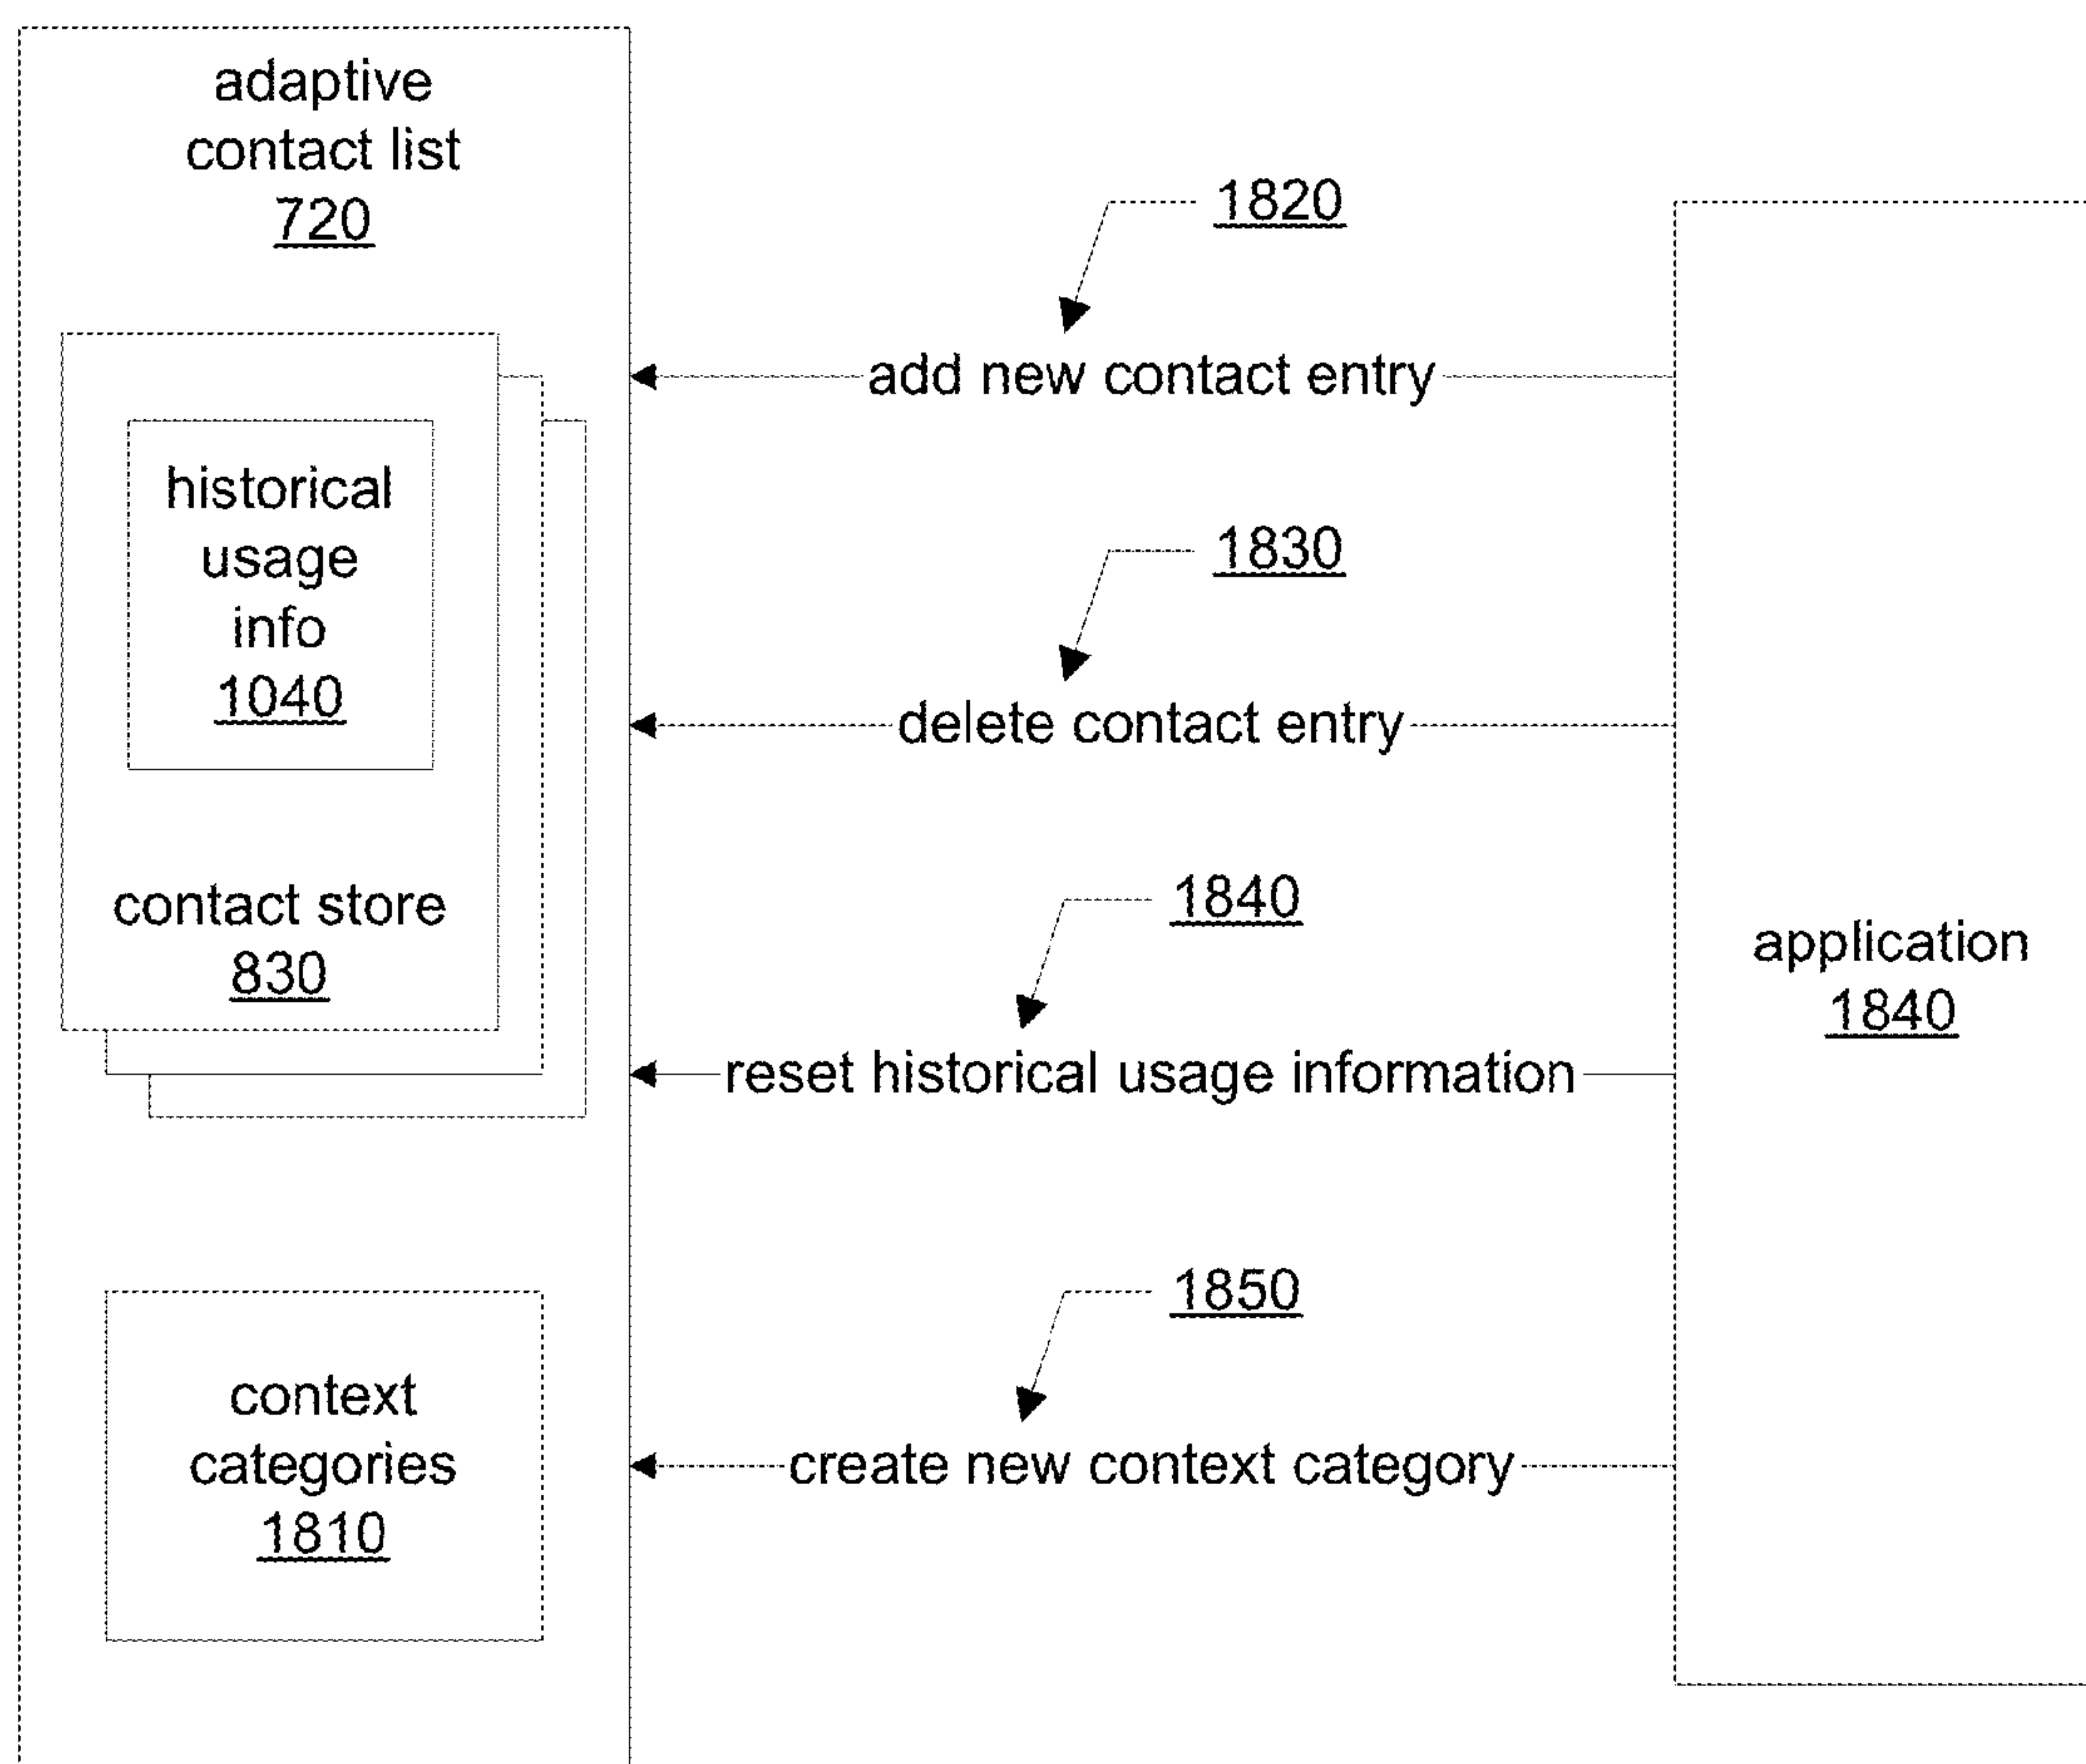 adaptive
contact list
720
historical
usage
info
1040
contact store
830
context
categories
1810
1820
add new contact entry
1830
delete contact entry
1840
reset historical usage information
1850
create new context category
application
1840